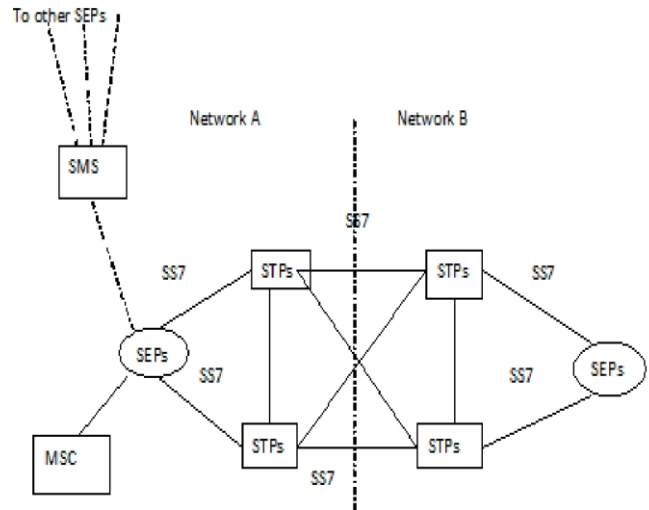 To other SEPs
Network A
Network B
SMS
SS7
SS7
STPs
STPs
SS7
SEPs
SS7
SEPs
SS7
MSC
STPs
STPs
SS7